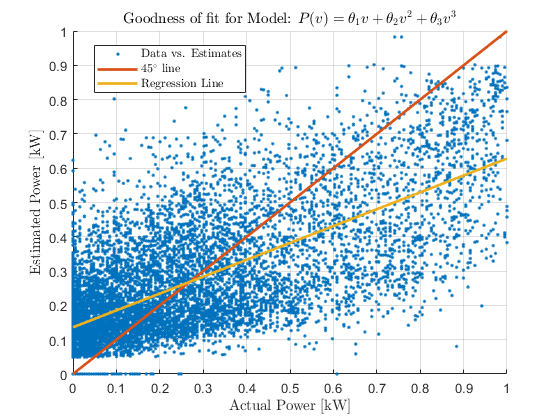 Goodness of fit for Model: P(v) = θ₁v + θ₂v² + θ₃v³
Data vs. Estimates
45° line
Regression Line
Estimated Power [kW]
1
0.9
0.8
0.7
0.6
0.5
0.4
0.3
0.2
0.1
0
0 0.1 0.2 0.3 0.4 0.5 0.6 0.7 0.8 0.9 1
Actual Power [kW]